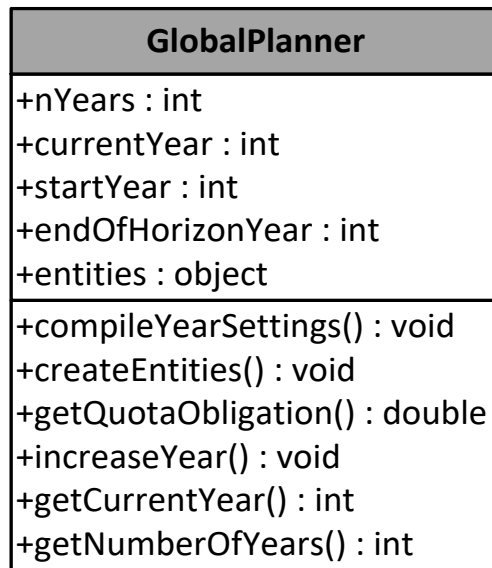 GlobalPlanner
+nYears : int
+currentYear : int
+startYear : int
+endOfHorizonYear : int
+entities : object
+compileYearSettings() : void
+createEntities() : void
+getQuotaObligation() : double
+increaseYear() : void
+getCurrentYear() : int
+getNumberOfYears() : int